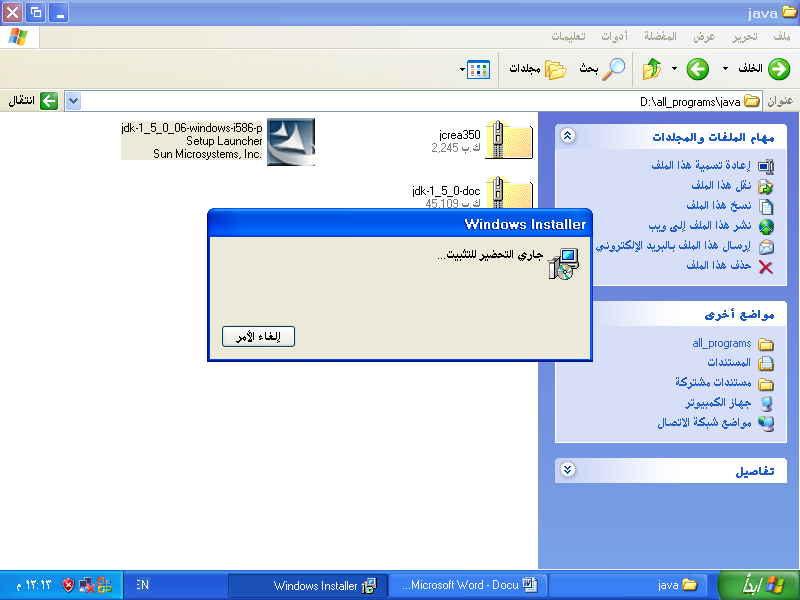 java
ملف تحرير عرض المفضلة أدوات تعليمات
الخلف بحث مجلدات
عنوان D:\all_programs\java انتقال
مهام الملفات والمجلدات
إعادة تسمية هذا الملف
نقل هذا الملف
نسخ هذا الملف
نشر هذا الملف إلى ويب
إرسال هذا الملف بالبريد الإلكتروني
حذف هذا الملف
مواضع أخرى
all_programs
المستندات
مستندات مشتركة
جهاز الكمبيوتر
مواضع شبكة الاتصال
تفاصيل
jcrea350
2,245 ك.ب
jdk-1_5_0-doc
45,109 ك.ب
jdk-1_5_0_06-windows-i586-p
Setup Launcher
Sun Microsystems, Inc.
Windows Installer
جاري التحضير للتثبيت...
إلغاء الأمر
ابدأ
java
Microsoft Word - Docu...
Windows Installer
EN
١٢:١٣ م